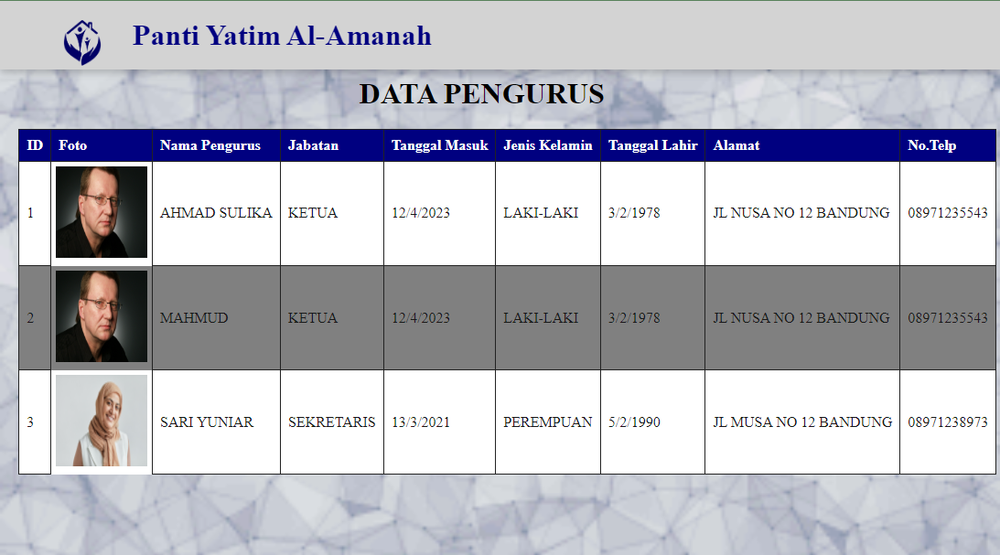 Panti Yatim Al-Amanah
DATA PENGURUS
ID Foto Nama Pengurus Jabatan Tanggal Masuk Jenis Kelamin Tanggal Lahir Alamat No.Telp
1 AHMAD SULIKA KETUA 12/4/2023 LAKI-LAKI 3/2/1978 JL NUSA NO 12 BANDUNG 08971235543
2 MAHMUD KETUA 12/4/2023 LAKI-LAKI 3/2/1978 JL NUSA NO 12 BANDUNG 08971235543
3 SARI YUNIAR SEKRETARIS 13/3/2021 PEREMPUAN 5/2/1990 JL MUSA NO 12 BANDUNG 08971238973